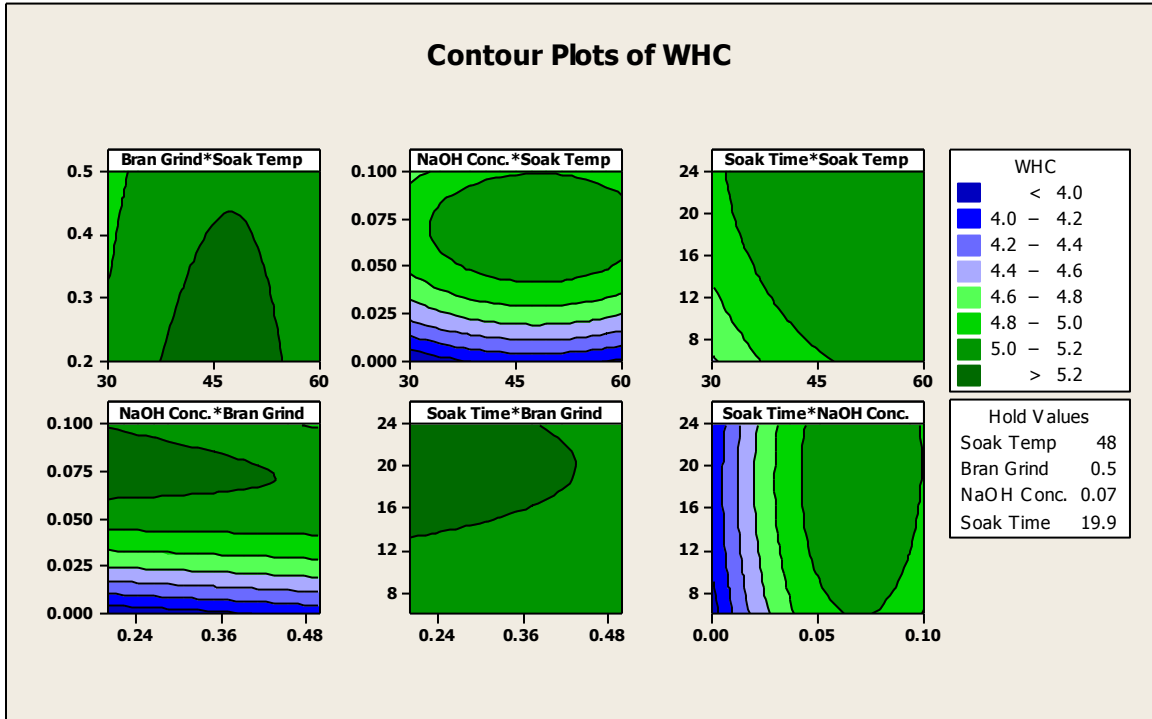 Contour Plots of WHC
Bran Grind*Soak Temp
0.5
0.4
0.3
0.2
30 45 60
NaOH Conc.*Soak Temp
0.100
0.075
0.050
0.025
0.000
30 45 60
Soak Time*Soak Temp
24
20
16
12
8
30 45 60
WHC
< 4.0
4.0 – 4.2
4.2 – 4.4
4.4 – 4.6
4.6 – 4.8
4.8 – 5.0
5.0 – 5.2
> 5.2
NaOH Conc.*Bran Grind
0.100
0.075
0.050
0.025
0.000
0.24 0.36 0.48
Soak Time*Bran Grind
24
20
16
12
8
0.24 0.36 0.48
Soak Time*NaOH Conc.
24
20
16
12
8
0.00 0.05 0.10
Hold Values
Soak Temp 48
Bran Grind 0.5
NaOH Conc. 0.07
Soak Time 19.9